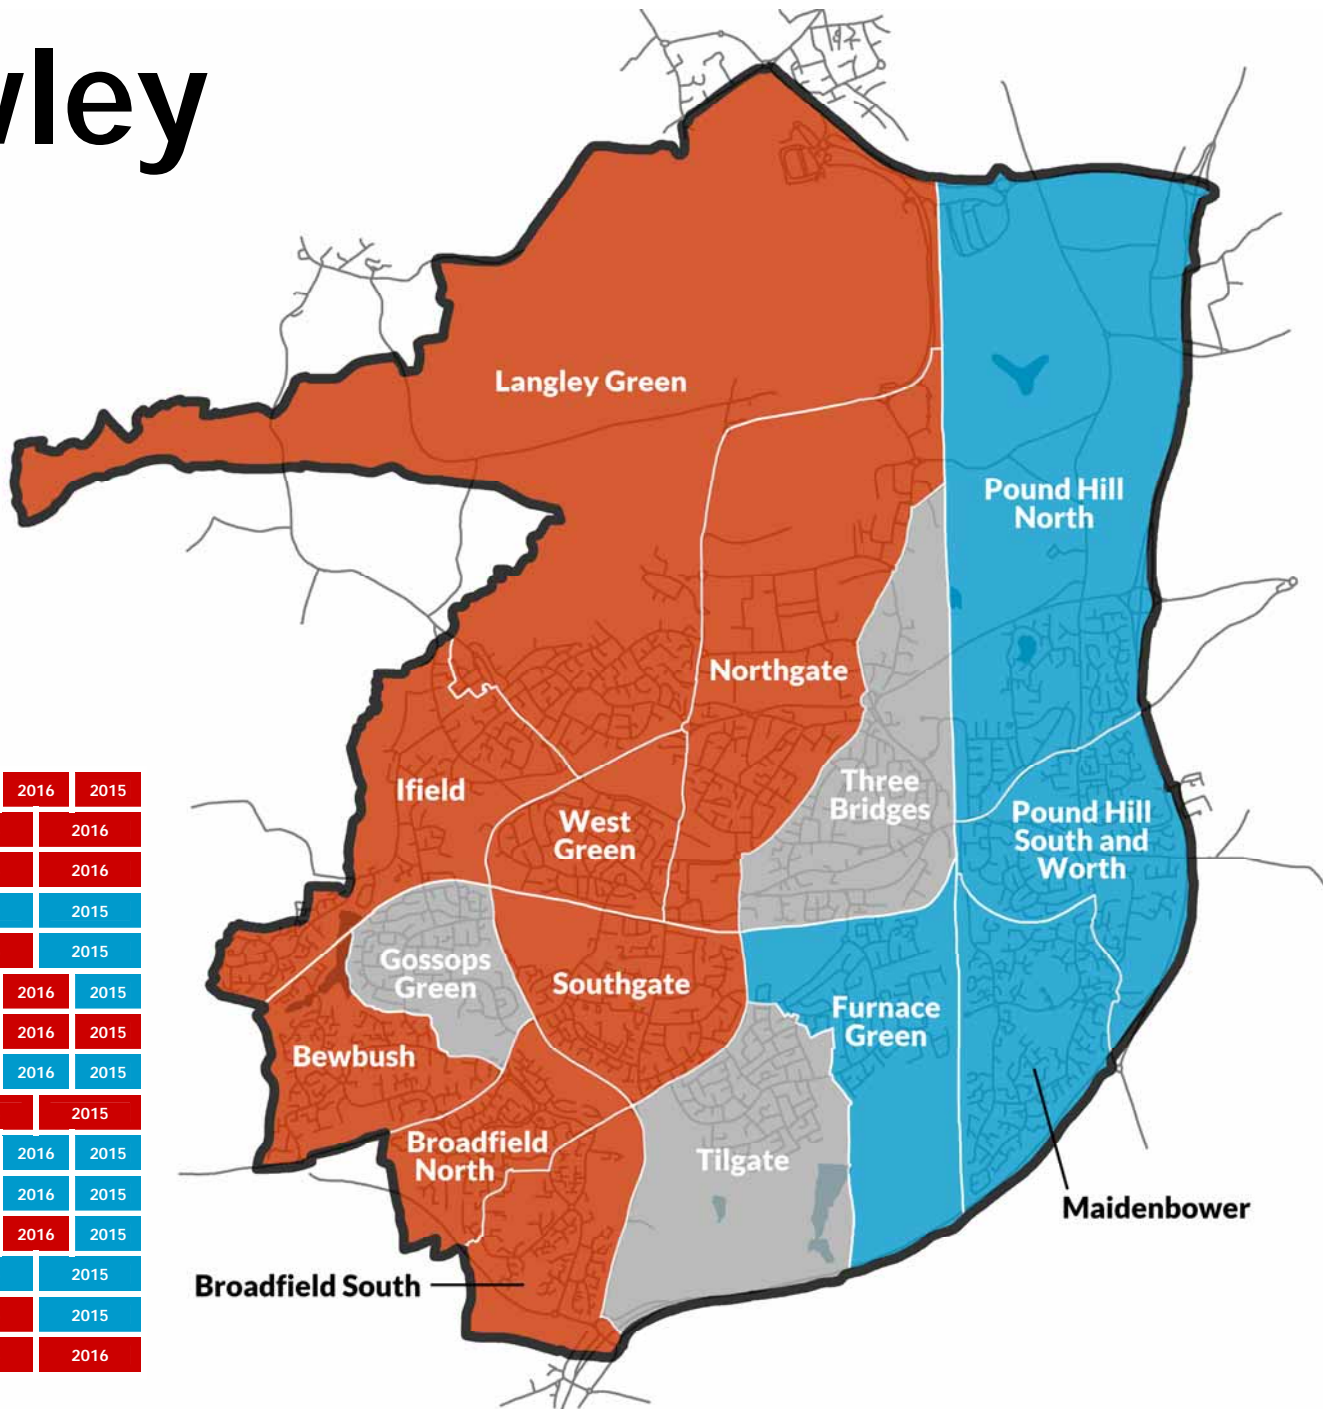 wley
Langley Green
Pound Hill
North
Northgate
Ifield
Three
Bridges
West
Green
Pound Hill
South and
Worth
Gossops
Green
Southgate
Furnace
Green
Bewbush
Broadfield
North
Tilgate
Maidenbower
Broadfield South
2016 2015
2016
2016
2015
2015
2016 2015
2016 2015
2016 2015
2015
2016 2015
2016 2015
2016 2015
2015
2015
2016